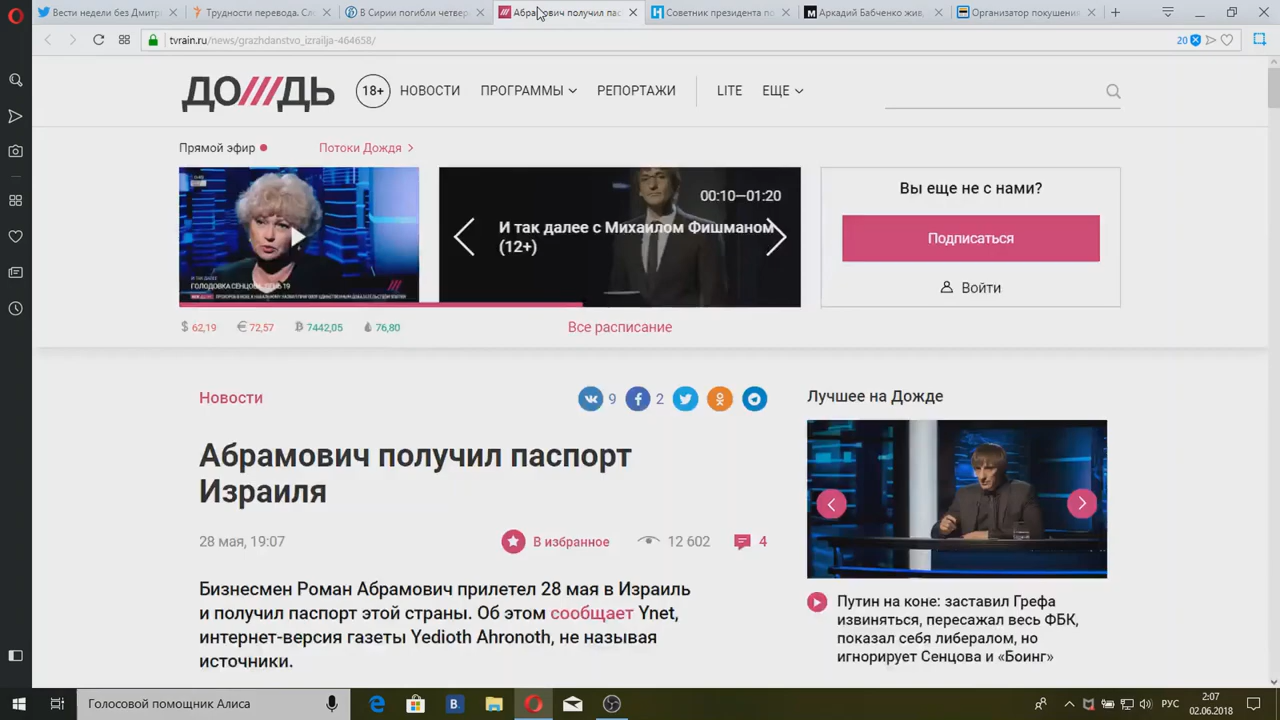 Вести недели без Дмитр
Трудности перевода. Сл
В Сирии погибли четвер
Абрамович получил пас
Советник президента по
Аркадий Бабченко жив,
Организатор покушения
tvrain.ru/news/grazhdanstvo_izrailja-464658/
20
ДО///ДЬ
18+
НОВОСТИ
ПРОГРАММЫ
РЕПОРТАЖИ
LITE
ЕЩЕ
Прямой эфир
Потоки Дождя
И ТАК ДАЛЕЕ
ГОЛОДОВКА СЕНЦОВА. ДЕНЬ 19
00:10—01:20
И так далее с Михаилом Фишманом
(12+)
Вы еще не с нами?
Подписаться
Войти
$ 62,19
€ 72,57
7442,05
76,80
Все расписание
Новости
9
2
Лучшее на Дожде
Абрамович получил паспорт
Израиля
28 мая, 19:07
В избранное
12 602
4
Бизнесмен Роман Абрамович прилетел 28 мая в Израиль
и получил паспорт этой страны. Об этом сообщает Ynet,
интернет-версия газеты Yedioth Ahronoth, не называя
источники.
Путин на коне: заставил Грефа
извиняться, пересажал весь ФБК,
показал себя либералом, но
игнорирует Сенцова и «Боинг»
Голосовой помощник Алиса
РУС
2:07
02.06.2018